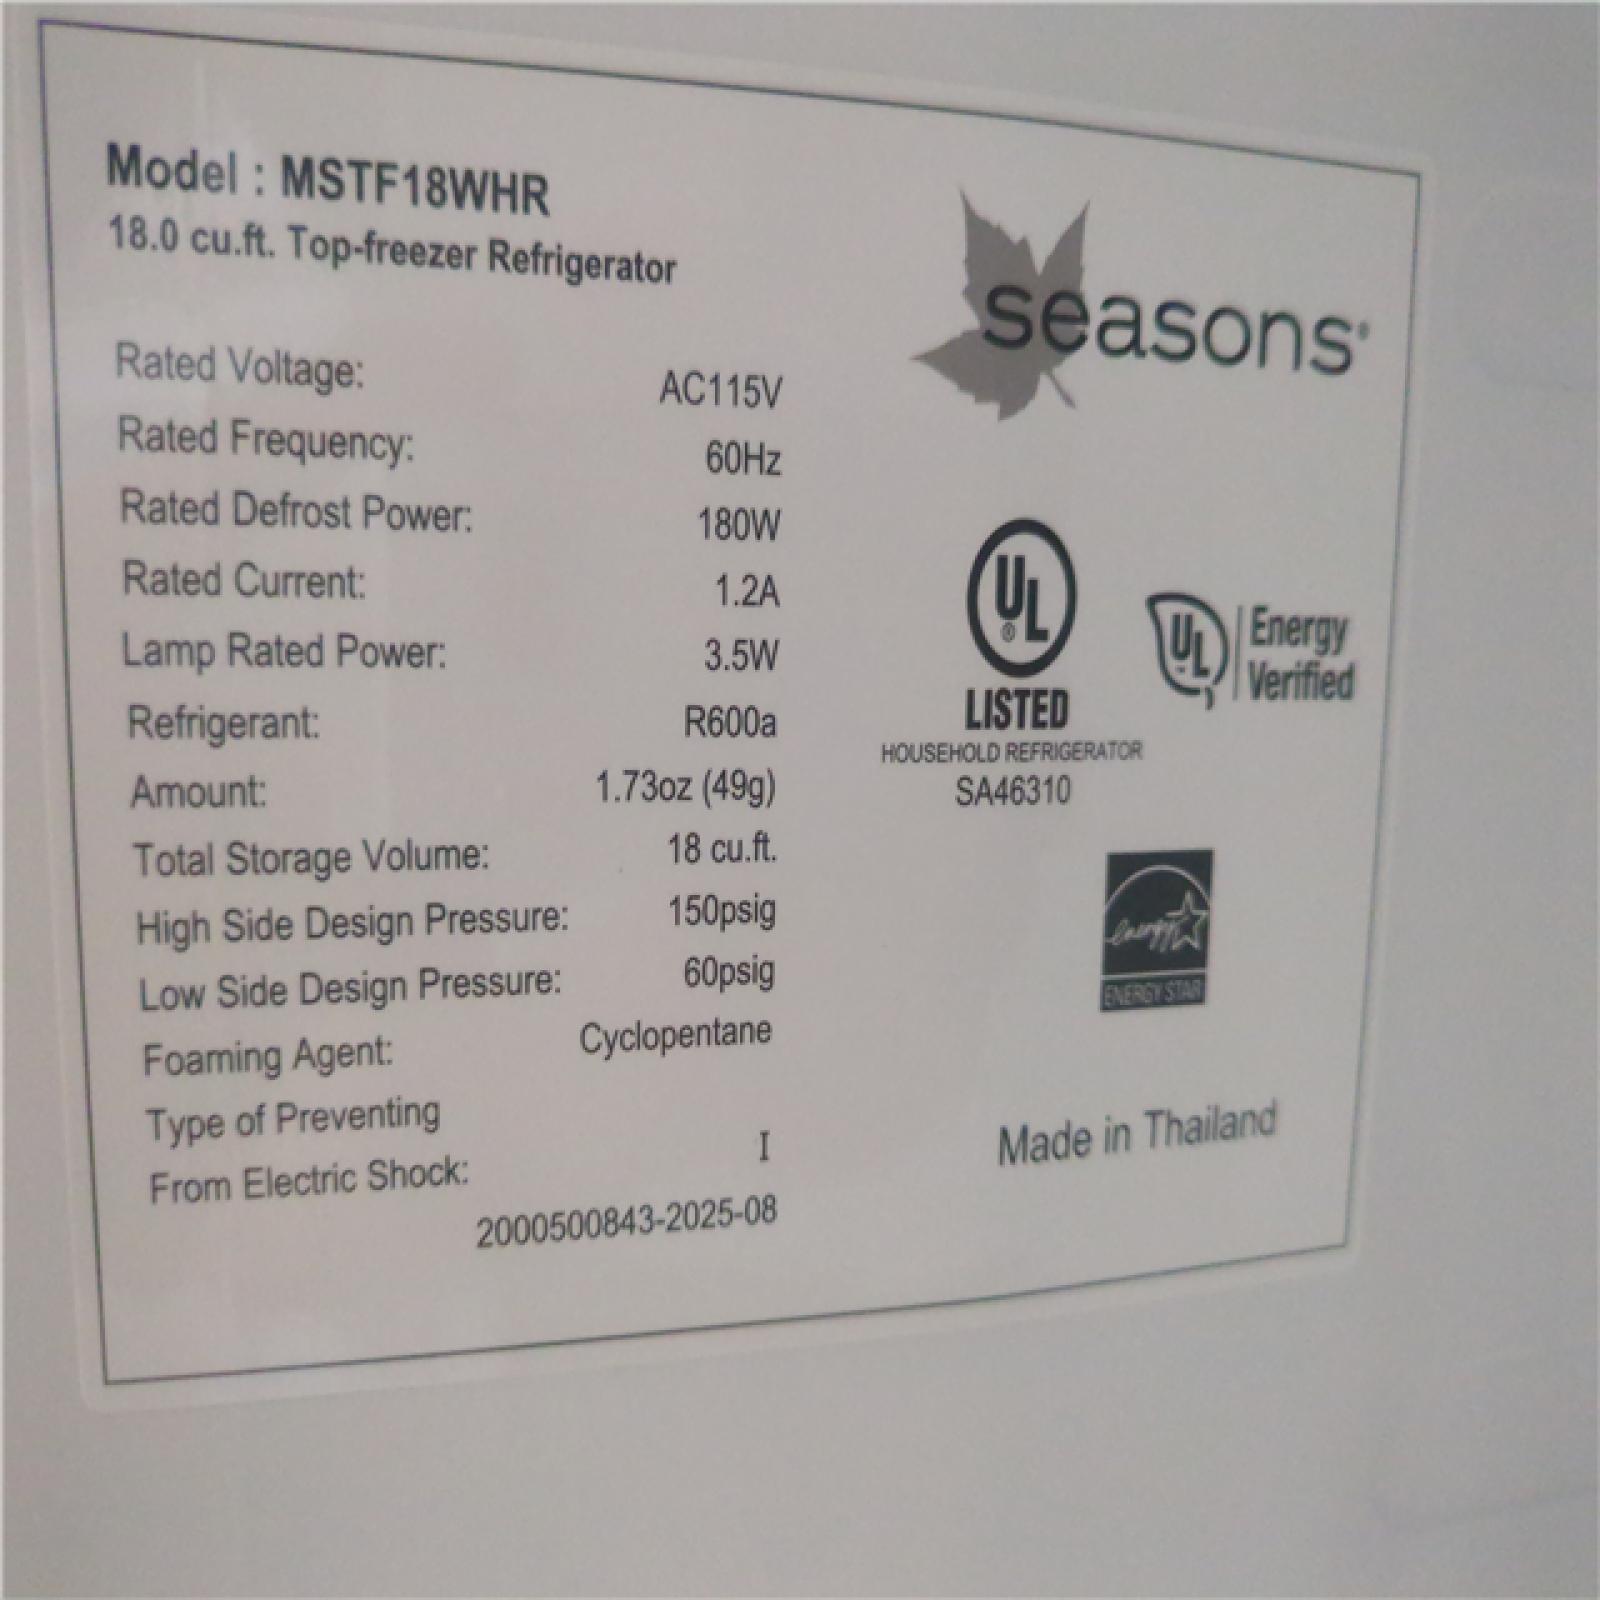 Model : MSTF18WHR
18.0 cu.ft. Top-freezer Refrigerator
seasons®
Rated Voltage: AC115V
Rated Frequency: 60Hz
Rated Defrost Power: 180W
Rated Current: 1.2A
Lamp Rated Power: 3.5W
Refrigerant: R600a
Amount: 1.73oz (49g)
Total Storage Volume: 18 cu.ft.
High Side Design Pressure: 150psig
Low Side Design Pressure: 60psig
Foaming Agent: Cyclopentane
Type of Preventing
From Electric Shock: I
2000500843-2025-08
UL ®
LISTED
HOUSEHOLD REFRIGERATOR
SA46310
UL Energy
Verified
energy
ENERGY STAR
Made in Thailand